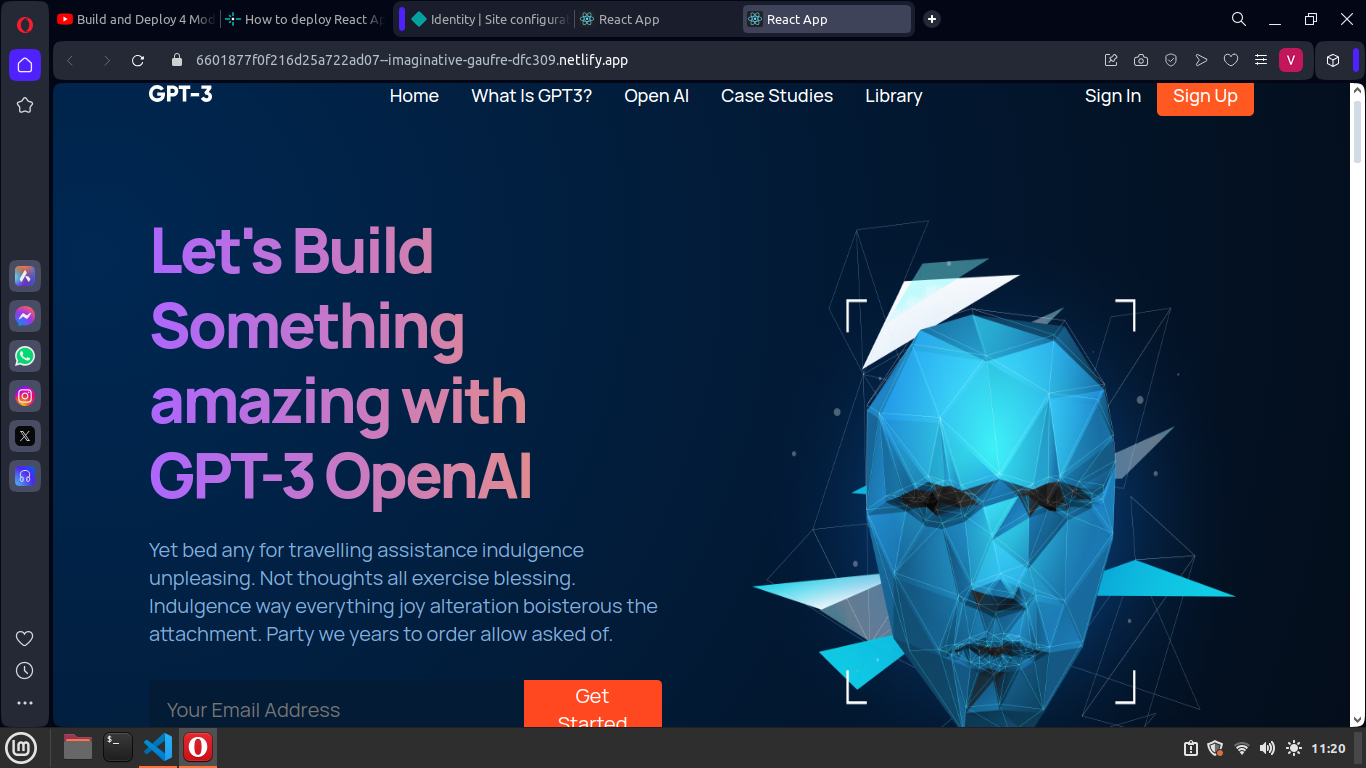 Build and Deploy 4 Mod
How to deploy React Ap
Identity | Site configurat
React App
React App
6601877f0f216d25a722ad07--imaginative-gaufre-dfc309.netlify.app
V
GPT-3
Home
What Is GPT3?
Open AI
Case Studies
Library
Sign In
Sign Up
Let's Build
Something
amazing with
GPT-3 OpenAI
Yet bed any for travelling assistance indulgence
unpleasing. Not thoughts all exercise blessing.
Indulgence way everything joy alteration boisterous the
attachment. Party we years to order allow asked of.
Your Email Address
Get
Started
11:20